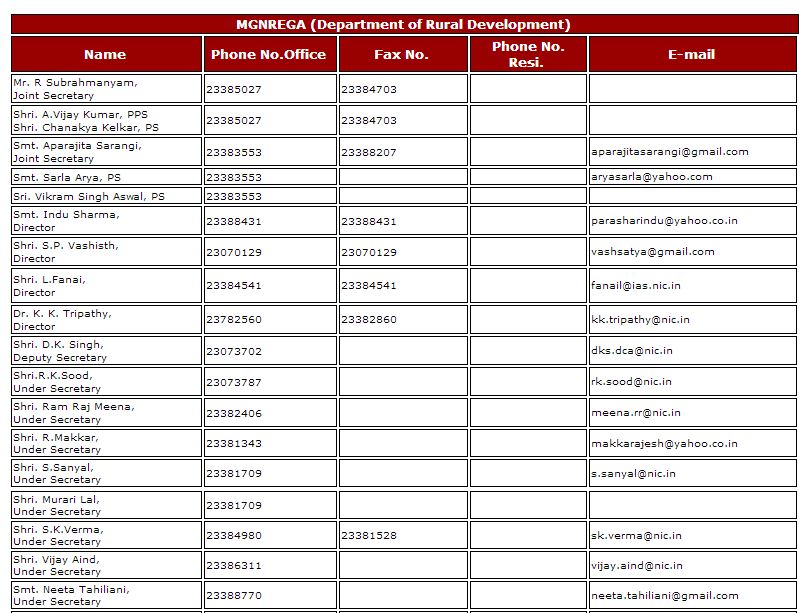 MGNREGA (Department of Rural Development)
Name Phone No.Office Fax No. Phone No. Resi. E-mail
Mr. R Subrahmanyam,
Joint Secretary 23385027 23384703
Shri. A.Vijay Kumar, PPS
Shri. Chanakya Kelkar, PS 23385027 23384703
Smt. Aparajita Sarangi,
Joint Secretary 23383553 23388207 aparajitasarangi@gmail.com
Smt. Sarla Arya, PS 23383553 aryasarla@yahoo.com
Sri. Vikram Singh Aswal, PS 23383553
Smt. Indu Sharma,
Director 23388431 23388431 parasharindu@yahoo.co.in
Shri. S.P. Vashisth,
Director 23070129 23070129 vashsatya@gmail.com
Shri. L.Fanai,
Director 23384541 23384541 fanail@ias.nic.in
Dr. K. K. Tripathy,
Director 23782560 23382860 kk.tripathy@nic.in
Shri. D.K. Singh,
Deputy Secretary 23073702 dks.dca@nic.in
Shri.R.K.Sood,
Under Secretary 23073787 rk.sood@nic.in
Shri. Ram Raj Meena,
Under Secretary 23382406 meena.rr@nic.in
Shri. R.Makkar,
Under Secretary 23381343 makkarajesh@yahoo.co.in
Shri. S.Sanyal,
Under Secretary 23381709 s.sanyal@nic.in
Shri. Murari Lal,
Under Secretary 23381709
Shri. S.K.Verma,
Under Secretary 23384980 23381528 sk.verma@nic.in
Shri. Vijay Aind,
Under Secretary 23386311 vijay.aind@nic.in
Smt. Neeta Tahiliani,
Under Secretary 23388770 neeta.tahiliani@gmail.com